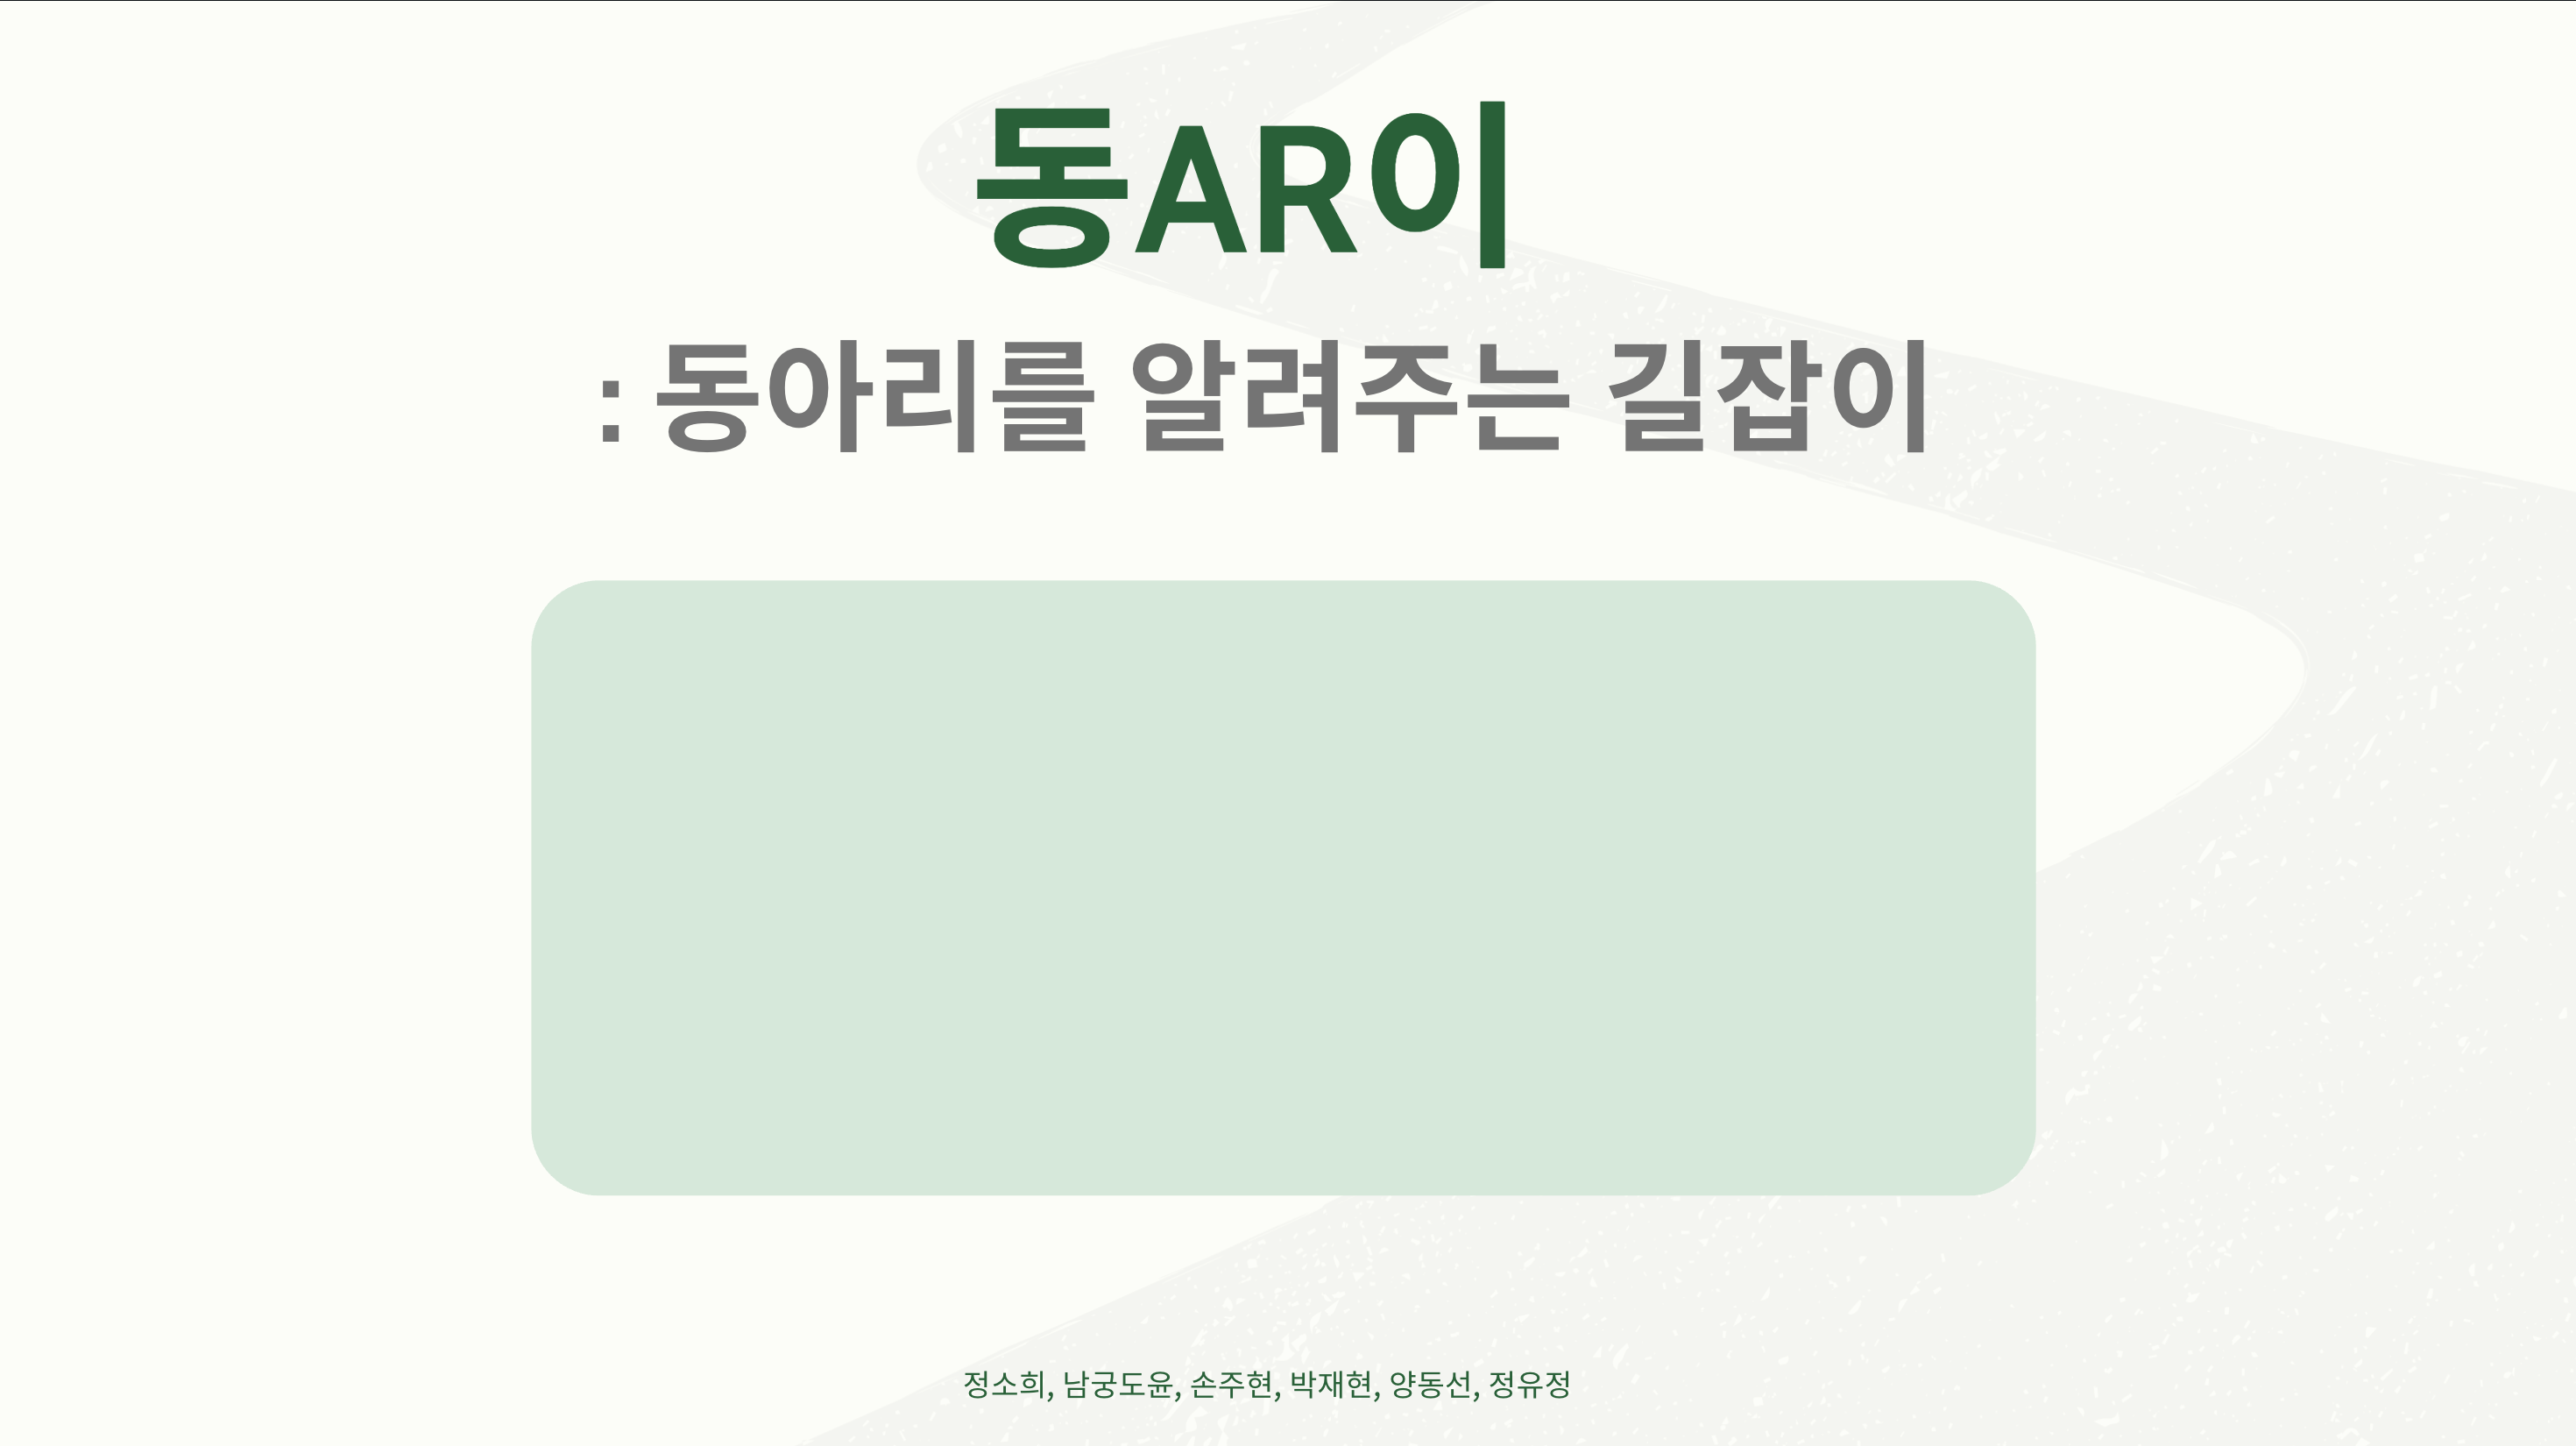 동AR이
: 동아리를 알려주는 길잡이
정소희, 남궁도윤, 손주현, 박재현, 양동선, 정유정